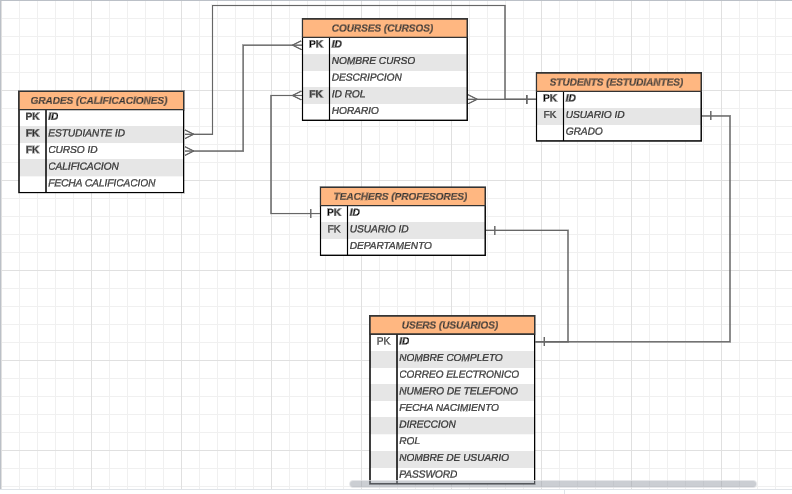 COURSES (CURSOS)
PK ID
NOMBRE CURSO
DESCRIPCION
FK ID ROL
HORARIO
STUDENTS (ESTUDIANTES)
PK ID
FK USUARIO ID
GRADO
GRADES (CALIFICACIONES)
PK ID
FK ESTUDIANTE ID
FK CURSO ID
CALIFICACION
FECHA CALIFICACION
TEACHERS (PROFESORES)
PK ID
FK USUARIO ID
DEPARTAMENTO
USERS (USUARIOS)
PK ID
NOMBRE COMPLETO
CORREO ELECTRONICO
NUMERO DE TELEFONO
FECHA NACIMIENTO
DIRECCION
ROL
NOMBRE DE USUARIO
PASSWORD